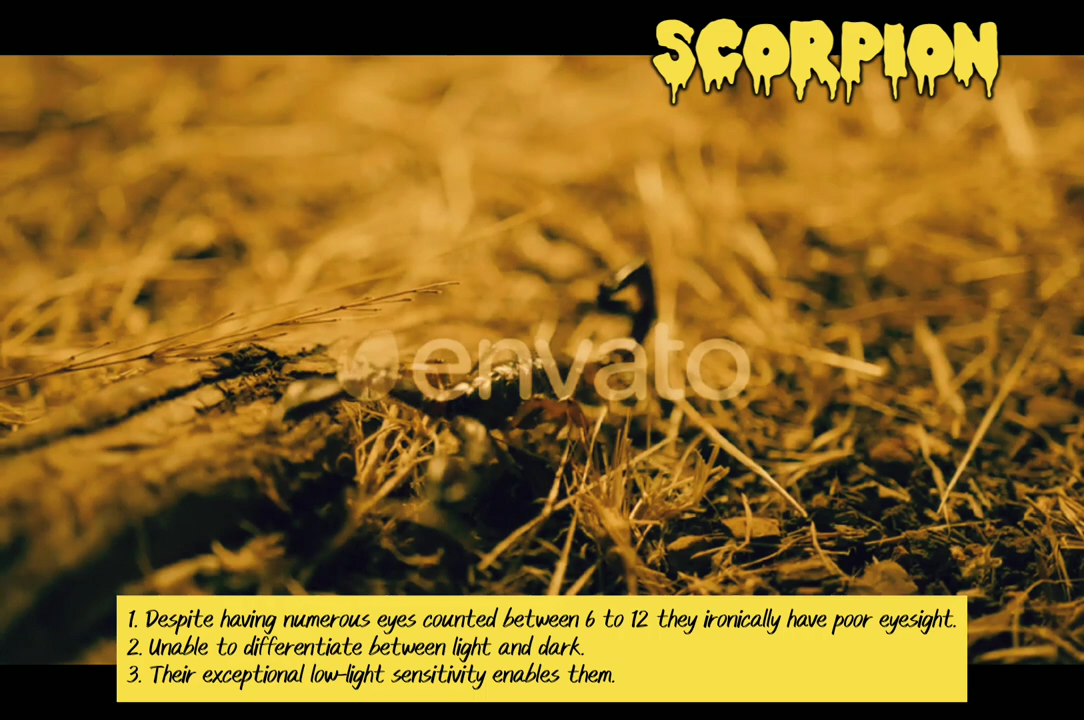 SCORPION
envato
1. Despite having numerous eyes counted between 6 to 12 they ironically have poor eyesight.
2. Unable to differentiate between light and dark.
3. Their exceptional low-light sensitivity enables them.